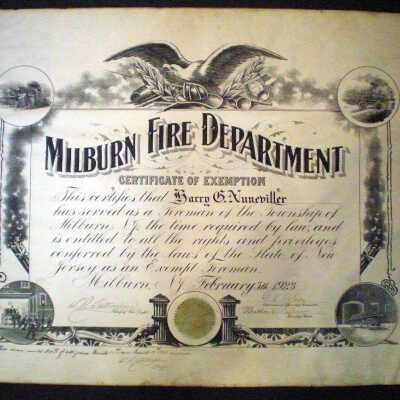 MILBURN FIRE DEPARTMENT
CERTIFICATE OF EXEMPTION
This certifies that Harry G. Nuneviller
has served as a Fireman of the Township of
Milburn NJ. the time required by law, and
is entitled to all the rights and privileges
conferred by the laws of the State of New
Jersey as an Exempt Fireman.
Milburn, NJ February 5th 1923